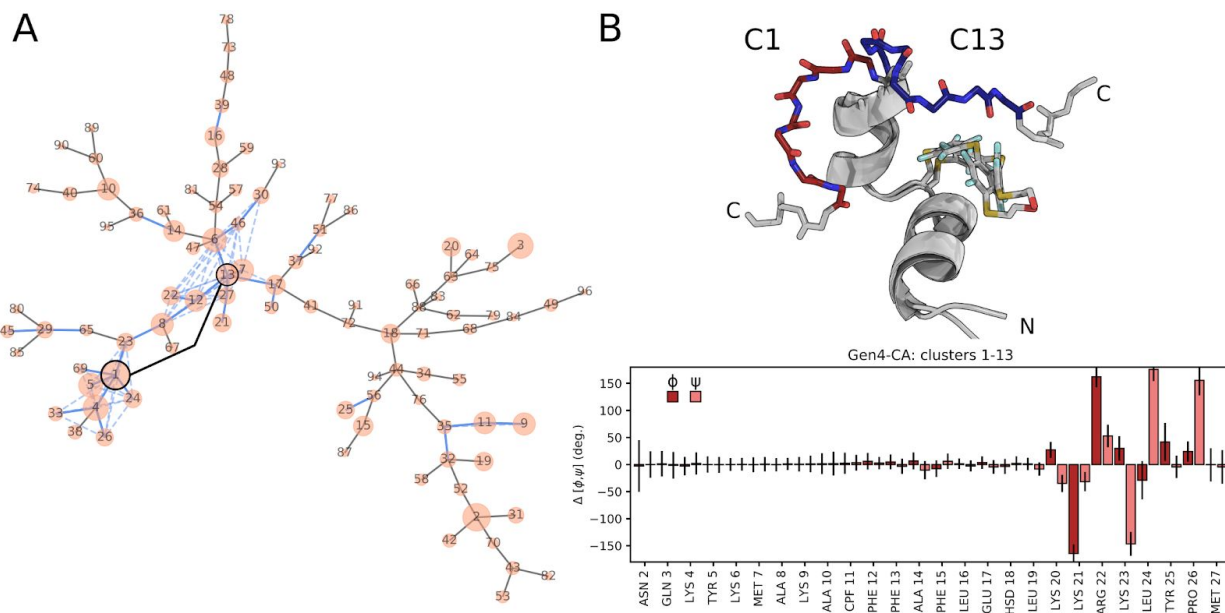 A
78
73
48
39
16
59
28
93
89
90
60
10
74
40
81
57
30
77
54
36
61
86
95
14
46
51
6
47
92
37
13
7
17
22
12
27
50
41
91
21
8
72
67
80
45
29
65
23
85
69
1
5
24
33
4
38
26
20
64
3
63
75
66
83
88
62
79
49
96
84
18
71
68
44
94
34
55
56
25
76
15
87
35
11
9
32
19
58
52
2
31
42
70
43
82
53
B
C1
C13
C
C
N
Gen4-CA: clusters 1-13
ϕ ψ
Δ [ϕ,ψ] (deg.)
150
100
50
0
−50
−100
−150
ASN 2
GLN 3
LYS 4
TYR 5
LYS 6
MET 7
ALA 8
LYS 9
ALA 10
CPF 11
PHE 12
PHE 13
ALA 14
PHE 15
LEU 16
GLU 17
HSD 18
LEU 19
LYS 20
LYS 21
ARG 22
LYS 23
LEU 24
TYR 25
PRO 26
MET 27